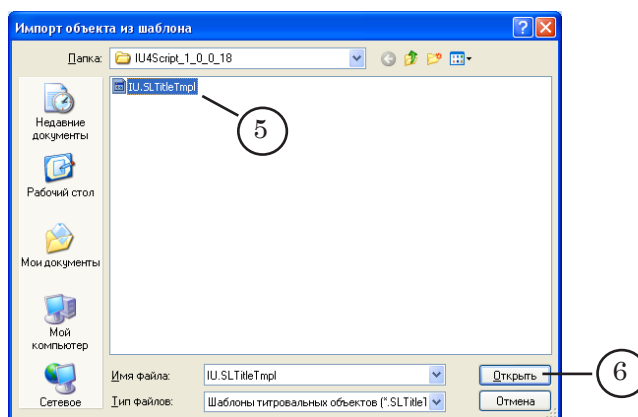 Импорт объекта из шаблона
Папка:
IU4Script_1_0_0_18
IU.SLTitleTmpl
5
Недавние
документы
Рабочий стол
Мои документы
Мой
компьютер
Сетевое
Имя файла:
IU.SLTitleTmpl
Открыть
6
Тип файлов:
Шаблоны титровальных объектов (*.SLTitleT
Отмена